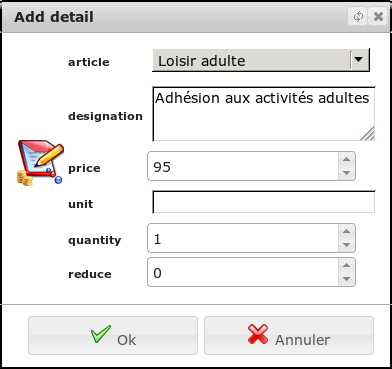 Add detail
article Loisir adulte
designation Adhésion aux activités adultes
price 95
unit
quantity 1
reduce 0
Ok Annuler